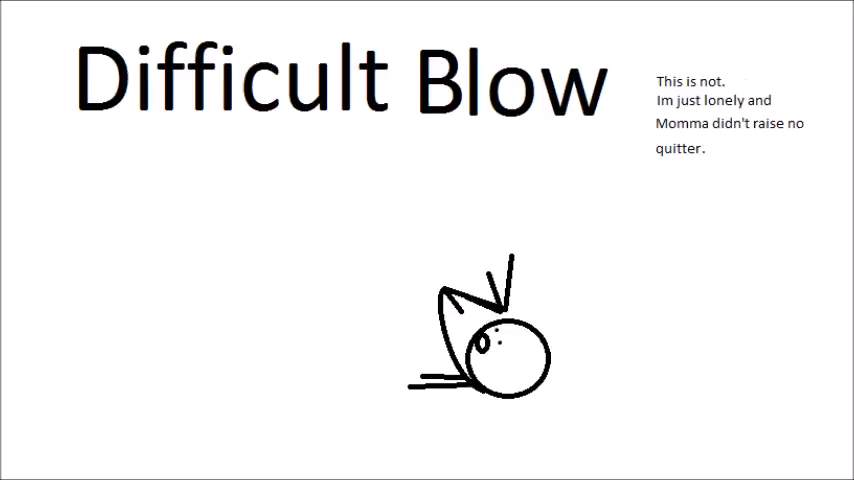 Difficult Blow
This is not.
Im just lonely and
Momma didn't raise no
quitter.